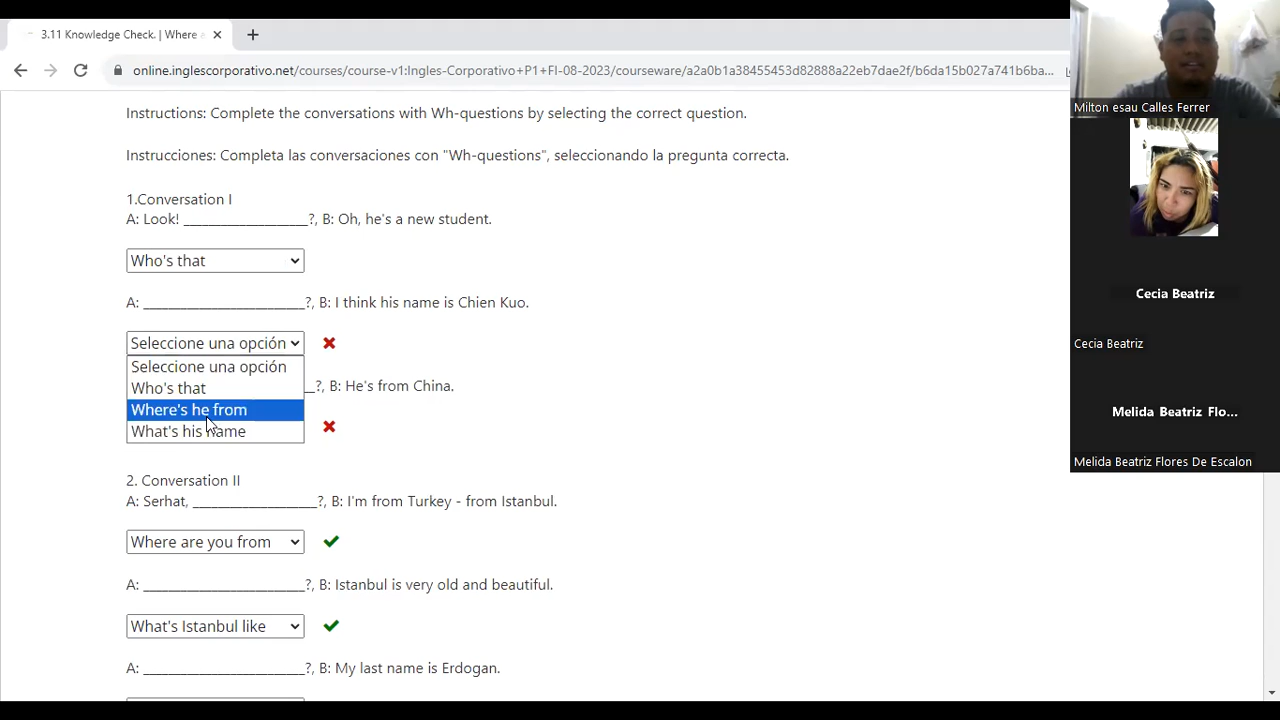 3.11 Knowledge Check. | Where
online.inglescorporativo.net/courses/course-v1:Ingles-Corporativo+P1+FI-08-2023/courseware/a2a0b1a38455453d82888a22eb7dae2f/b6da15b027a741b6ba...
Instructions: Complete the conversations with Wh-questions by selecting the correct question.
Instrucciones: Completa las conversaciones con "Wh-questions", seleccionando la pregunta correcta.
1.Conversation I
A: Look! ____________________?, B: Oh, he's a new student.
Who's that
A: __________________________?, B: I think his name is Chien Kuo.
Seleccione una opción
Seleccione una opción
Who's that
__?, B: He's from China.
Where's he from
What's his name
2. Conversation II
A: Serhat, ____________________?, B: I'm from Turkey - from Istanbul.
Where are you from
A: __________________________?, B: Istanbul is very old and beautiful.
What's Istanbul like
A: __________________________?, B: My last name is Erdogan.
Milton esau Calles Ferrer
Cecia Beatriz
Cecia Beatriz
Melida Beatriz Flo...
Melida Beatriz Flores De Escalon